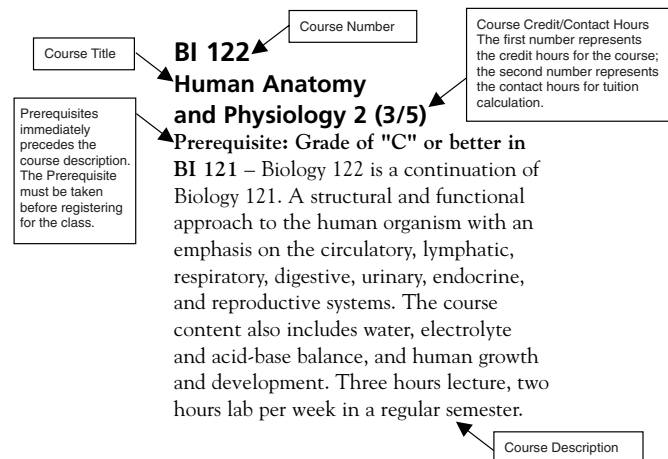 Course Title
Course Number
Course Credit/Contact Hours
The first number represents
the credit hours for the course;
the second number represents
the contact hours for tuition
calculation.
Prerequisites
immediately
precedes the
course description.
The Prerequisite
must be taken
before registering
for the class.
BI 122
Human Anatomy
and Physiology 2 (3/5)
Prerequisite: Grade of "C" or better in
BI 121 – Biology 122 is a continuation of
Biology 121. A structural and functional
approach to the human organism with an
emphasis on the circulatory, lymphatic,
respiratory, digestive, urinary, endocrine,
and reproductive systems. The course
content also includes water, electrolyte
and acid-base balance, and human growth
and development. Three hours lecture, two
hours lab per week in a regular semester.
Course Description